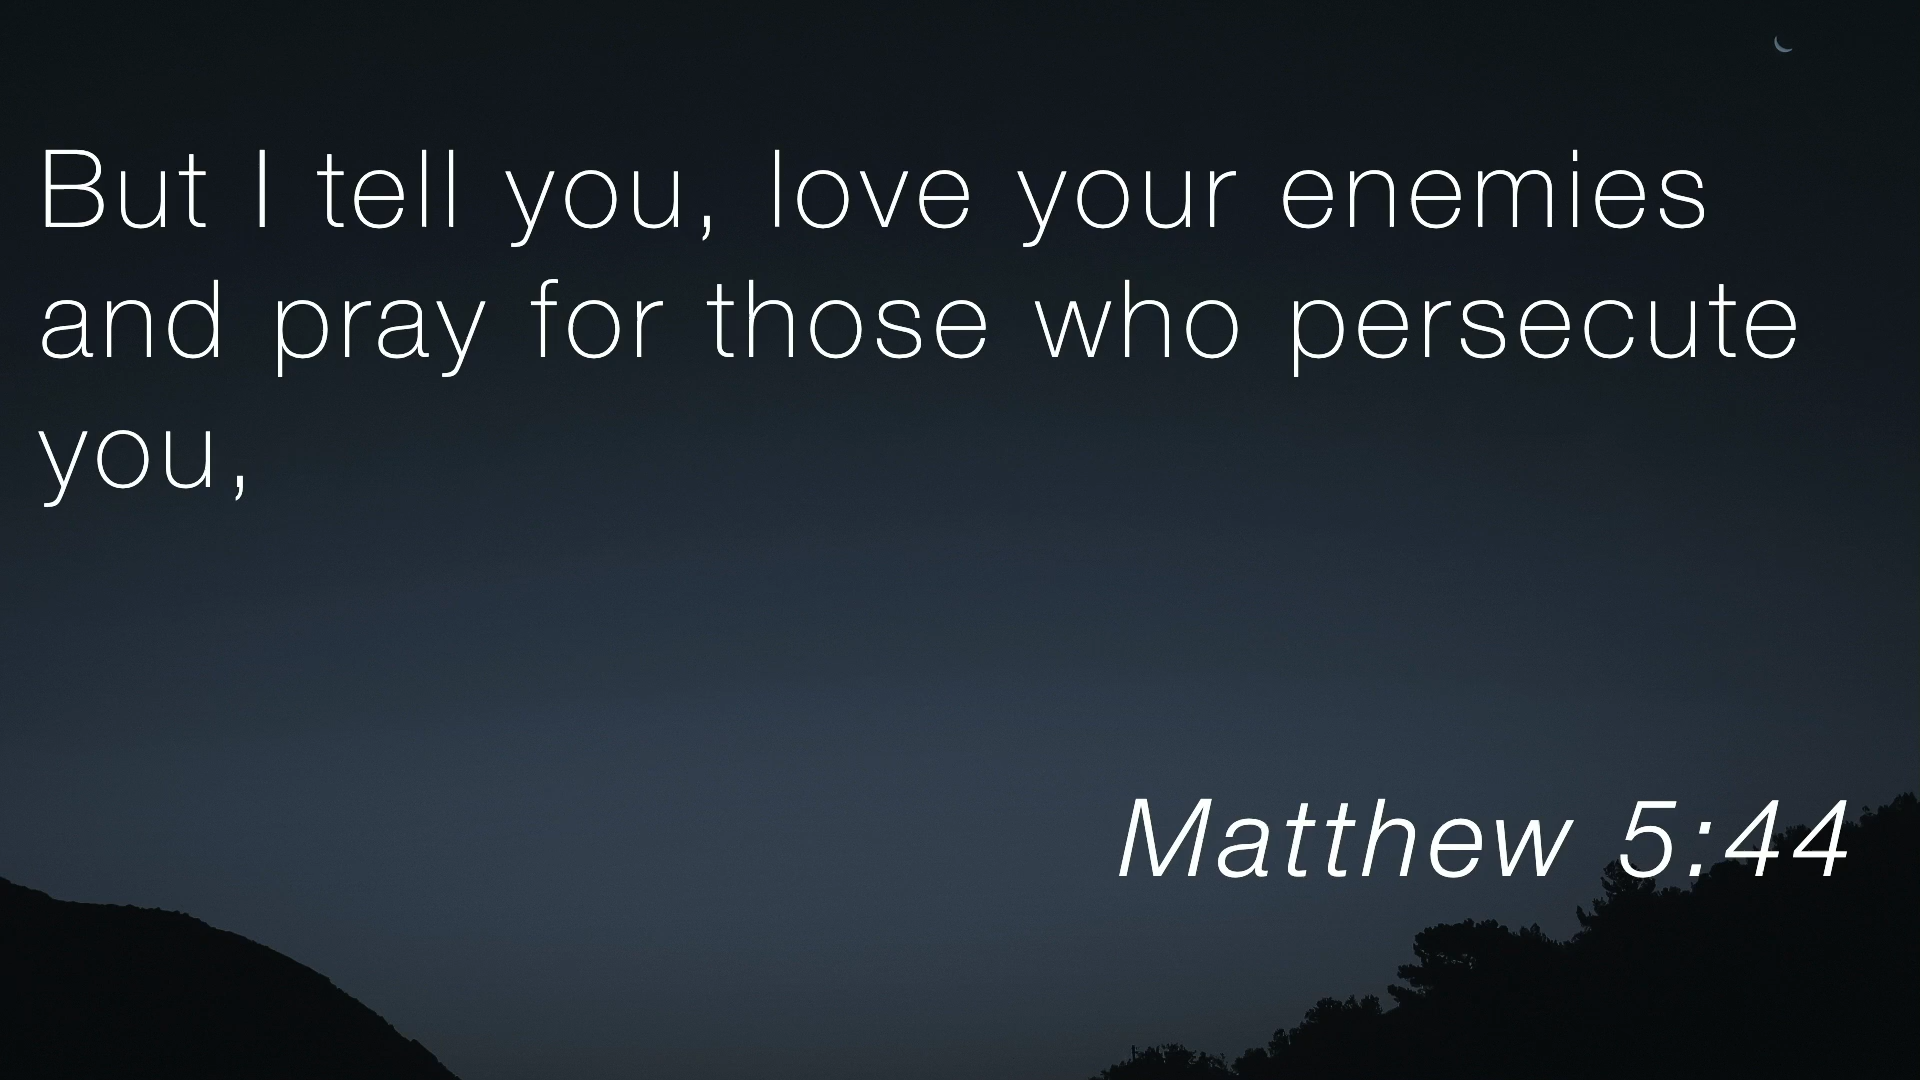 But I tell you, love your enemies
and pray for those who persecute
you,
Matthew 5:44